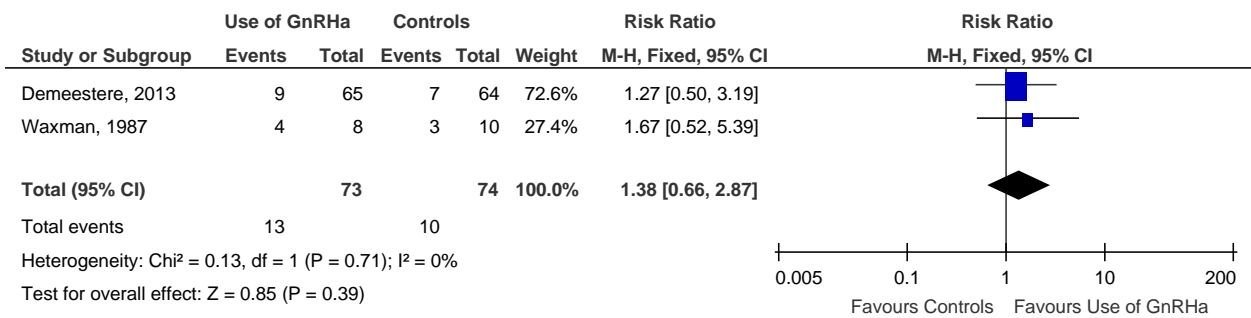 Use of GnRHa Controls Risk Ratio Risk Ratio
Study or Subgroup Events Total Events Total Weight M-H, Fixed, 95% CI M-H, Fixed, 95% CI
Demeestere, 2013 9 65 7 64 72.6% 1.27 [0.50, 3.19]
Waxman, 1987 4 8 3 10 27.4% 1.67 [0.52, 5.39]
Total (95% CI) 73 74 100.0% 1.38 [0.66, 2.87]
Total events 13 10
Heterogeneity: Chi² = 0.13, df = 1 (P = 0.71); I² = 0%
Test for overall effect: Z = 0.85 (P = 0.39)
0.005 0.1 1 10 200
Favours Controls Favours Use of GnRHa